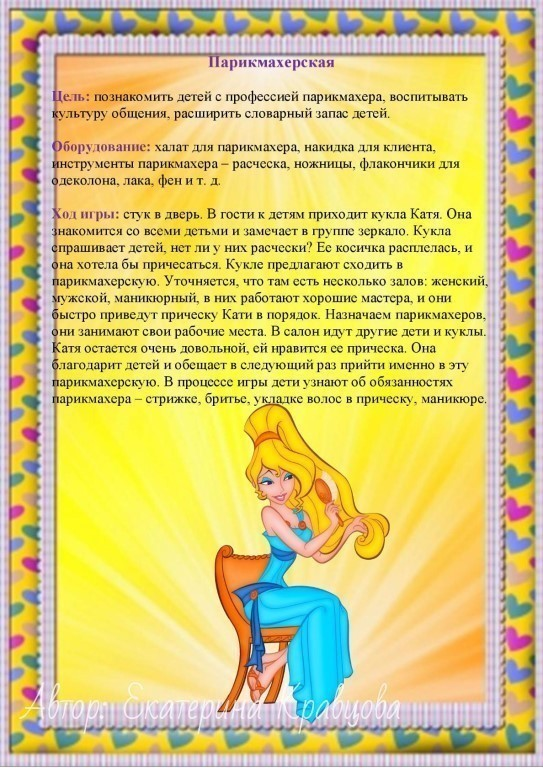 Парикмахерская
Цель: познакомить детей с профессией парикмахера, воспитывать
культуру общения, расширить словарный запас детей.
Оборудование: халат для парикмахера, накидка для клиента,
инструменты парикмахера – расческа, ножницы, флакончики для
одеколона, лака, фен и т. д.
Ход игры: стук в дверь. В гости к детям приходит кукла Катя. Она
знакомится со всеми детьми и замечает в группе зеркало. Кукла
спрашивает детей, нет ли у них расчески? Ее косичка расплелась, и
она хотела бы причесаться. Кукле предлагают сходить в
парикмахерскую. Уточняется, что там есть несколько залов: женский,
мужской, маникюрный, в них работают хорошие мастера, и они
быстро приведут прическу Кати в порядок. Назначаем парикмахеров,
они занимают свои рабочие места. В салон идут другие дети и куклы.
Катя остается очень довольной, ей нравится ее прическа. Она
благодарит детей и обещает в следующий раз прийти именно в эту
парикмахерскую. В процессе игры дети узнают об обязанностях
парикмахера – стрижке, бритье, укладке волос в прическу, маникюре.
Автор: Екатерина Кравцова